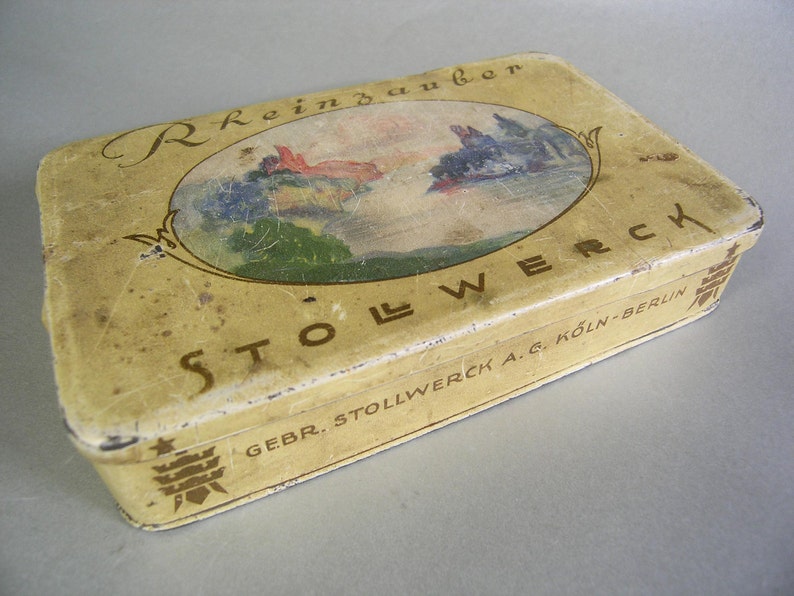 Rheinzauber
STOLLWERCK
GEBR. STOLLWERCK A.G. KÖLN-BERLIN